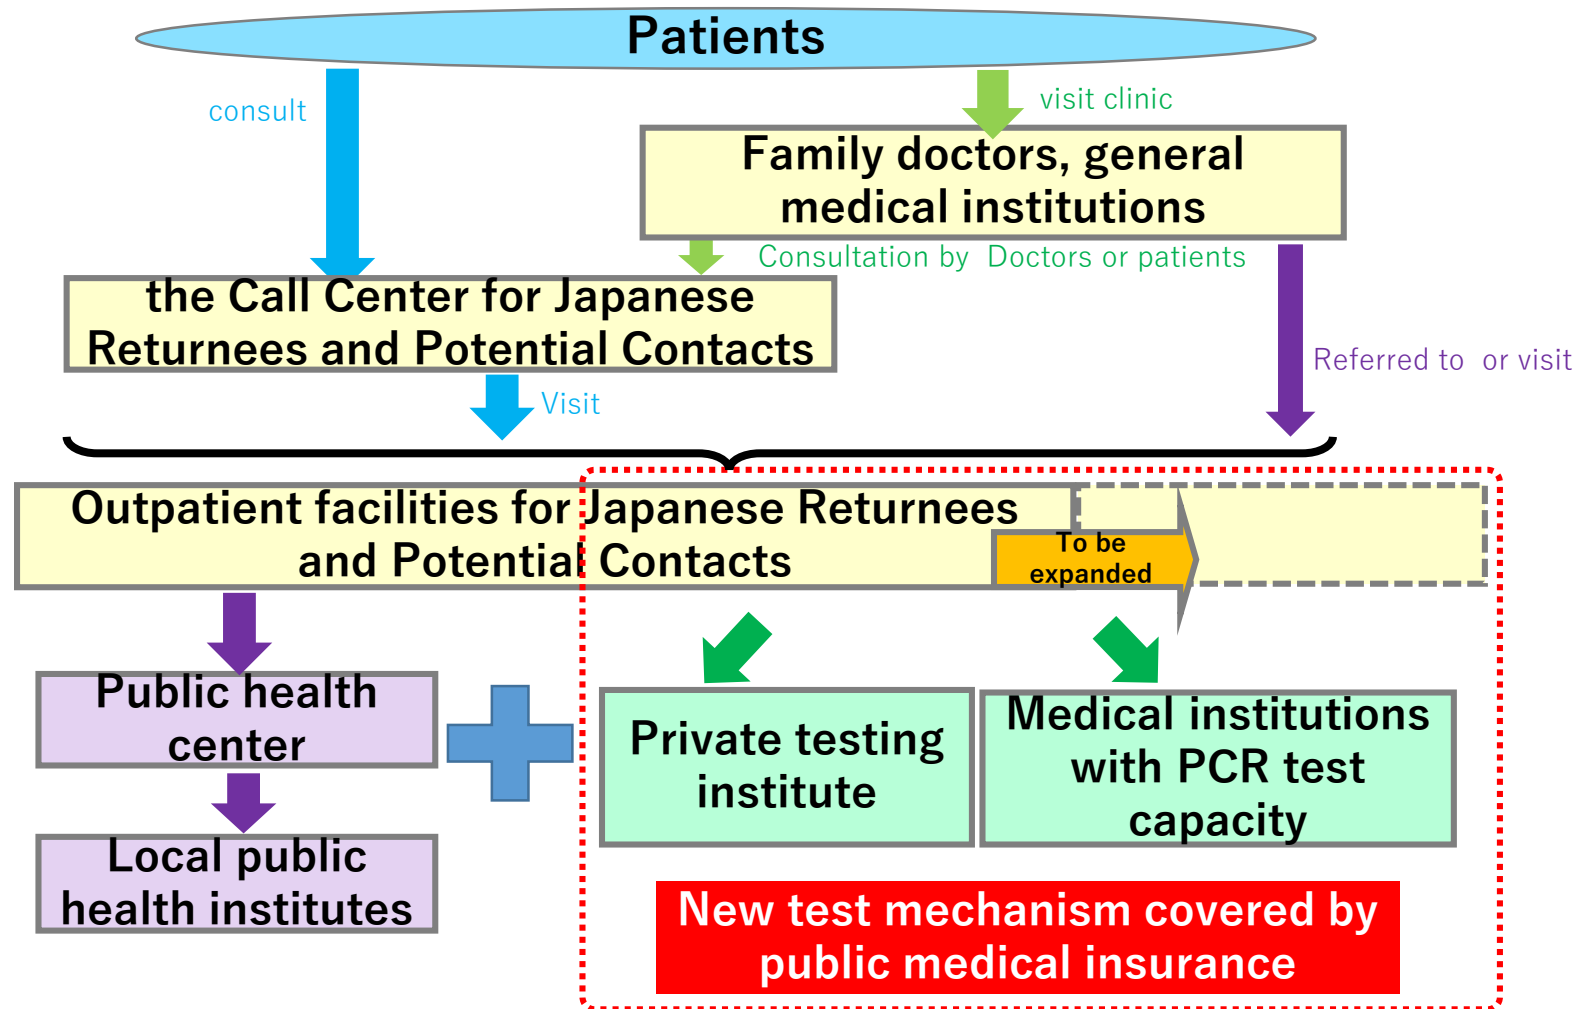 Patients
consult
visit clinic
Family doctors, general
medical institutions
Consultation by Doctors or patients
the Call Center for Japanese
Returnees and Potential Contacts
Referred to or visit
Visit
Outpatient facilities for Japanese Returnees
and Potential Contacts
To be
expanded
Public health
center
Private testing
institute
Medical institutions
with PCR test
capacity
Local public
health institutes
New test mechanism covered by
public medical insurance